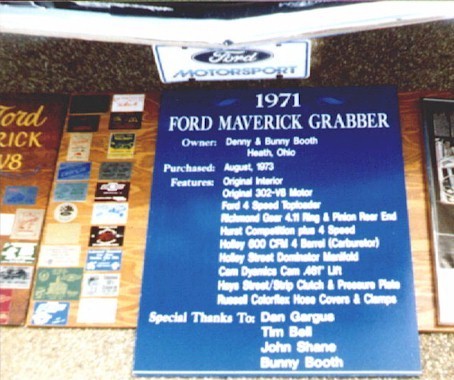 Ford
MOTORSPORT
Ford
RICK
V8
1971
FORD MAVERICK GRABBER
Owner: Denny & Bunny Booth
Heath, Ohio
Purchased: August, 1973
Features: Original Interior
Original 302-V8 Motor
Ford 4 Speed Toploader
Richmond Gear 4.11 Ring & Pinion Rear End
Hurst Competition plus 4 Speed
Holley 600 CFM 4 Barrel (Carburetor)
Holley Street Dominator Manifold
Cam Dyamics Cam .461" Lift
Hays Street/Strip Clutch & Pressure Plate
Russell Colorflex Hose Covers & Clamps
Special Thanks To: Dan Gargus
Tim Bell
John Shane
Bunny Booth